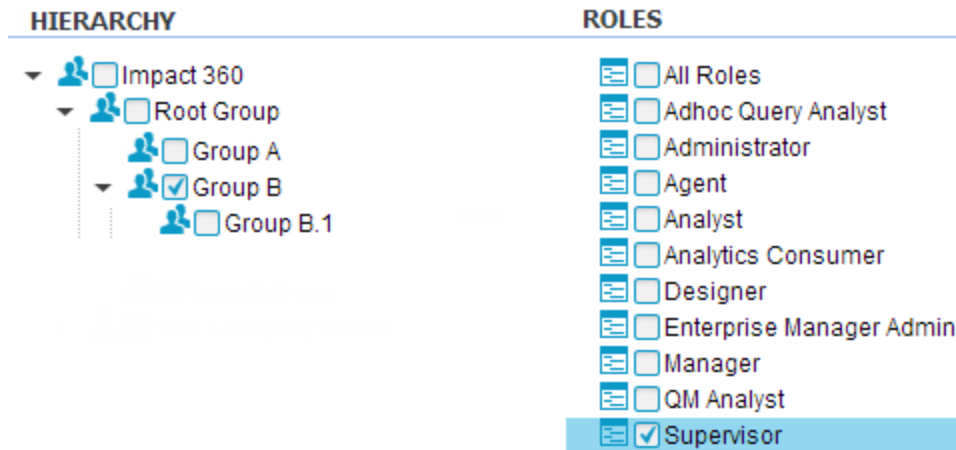 HIERARCHY
Impact 360
Root Group
Group A
Group B
Group B.1
ROLES
All Roles
Adhoc Query Analyst
Administrator
Agent
Analyst
Analytics Consumer
Designer
Enterprise Manager Admin
Manager
QM Analyst
Supervisor